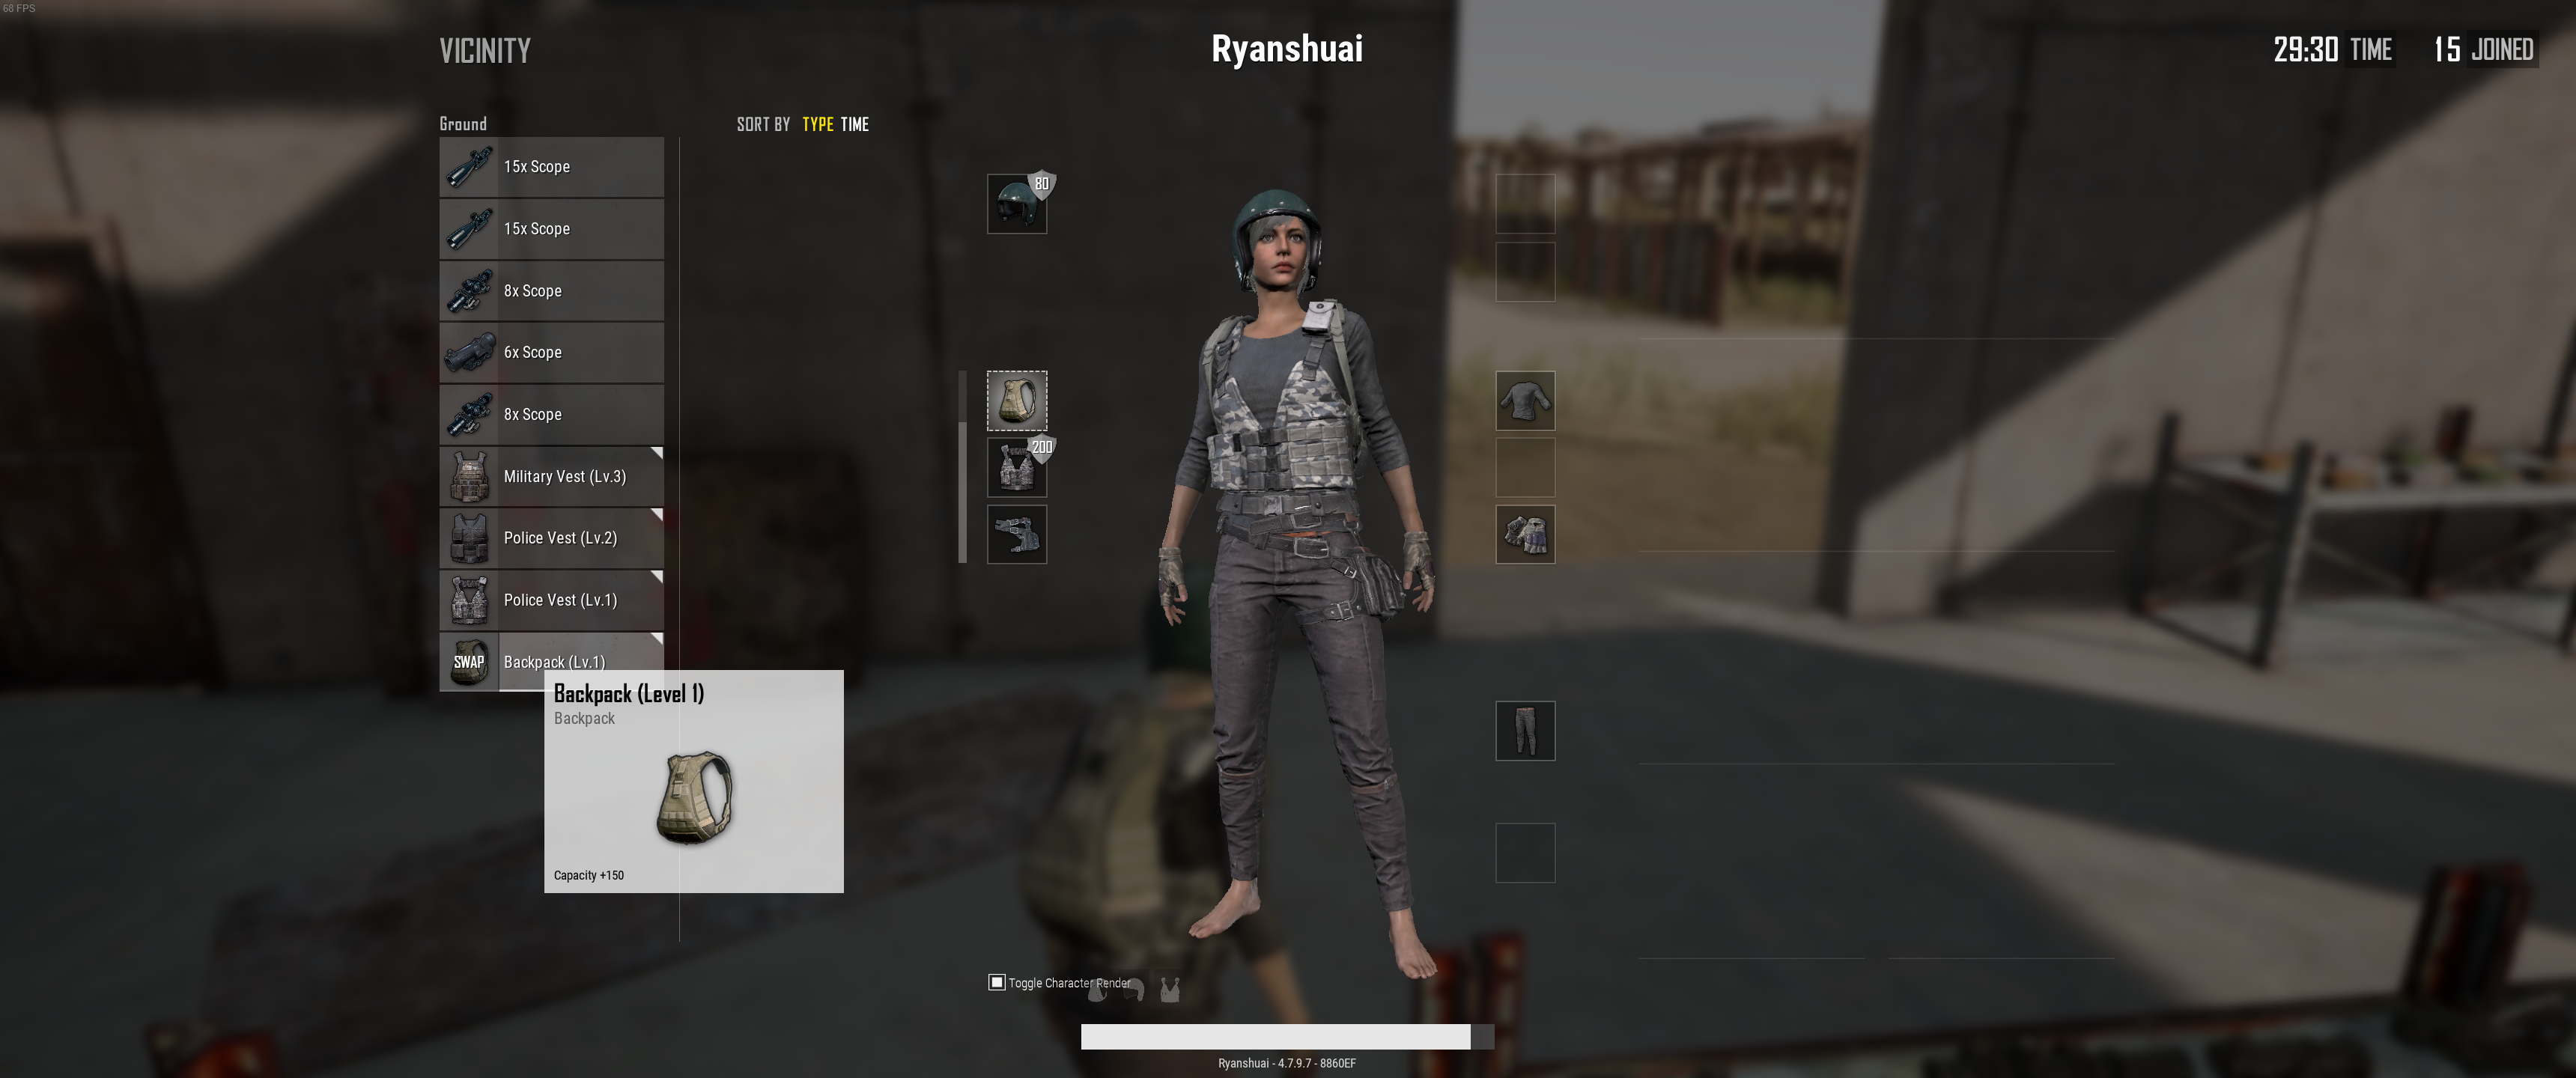 68 FPS
VICINITY
Ryanshuai
29:30 TIME 15 JOINED
Ground
SORT BY TYPE TIME
15x Scope
15x Scope
8x Scope
6x Scope
8x Scope
Military Vest (Lv.3)
Police Vest (Lv.2)
Police Vest (Lv.1)
SWAP Backpack (Lv.1)
80
200
Backpack (Level 1)
Backpack
Capacity +150
Toggle Character Render
Ryanshuai - 4.7.9.7 - 8860EF